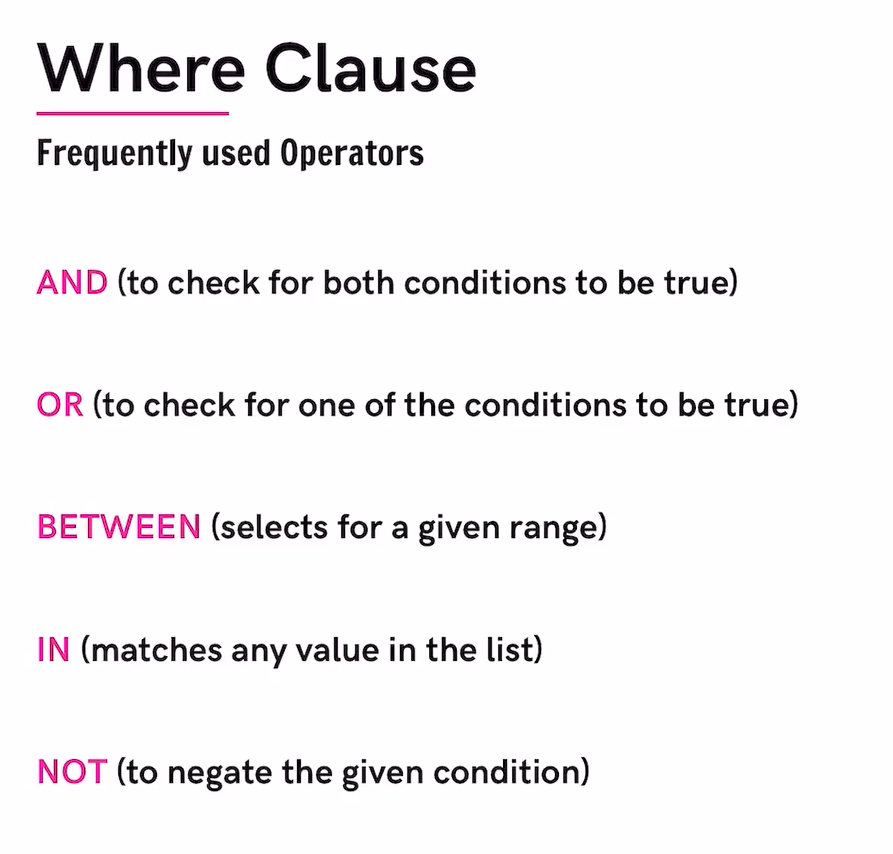 Where Clause
Frequently used Operators
AND (to check for both conditions to be true)
OR (to check for one of the conditions to be true)
BETWEEN (selects for a given range)
IN (matches any value in the list)
NOT (to negate the given condition)